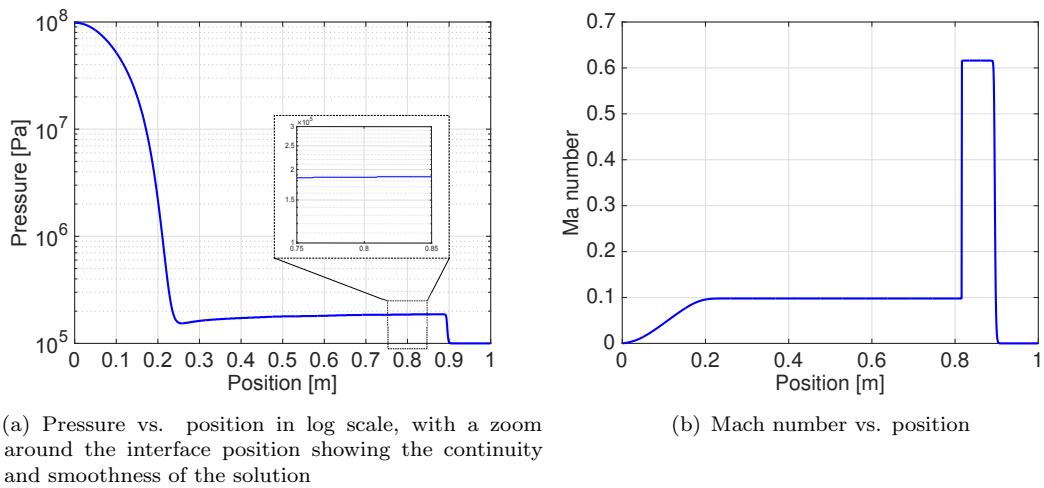 10^8
10^7
10^6
10^5
Pressure [Pa]
×10^5
3
2.5
2
1.5
1
0.75 0.8 0.85
0 0.1 0.2 0.3 0.4 0.5 0.6 0.7 0.8 0.9 1
Position [m]
0.7
0.6
0.5
0.4
0.3
0.2
0.1
0
Ma number
0 0.2 0.4 0.6 0.8 1
Position [m]
(a) Pressure vs. position in log scale, with a zoom
around the interface position showing the continuity
and smoothness of the solution
(b) Mach number vs. position